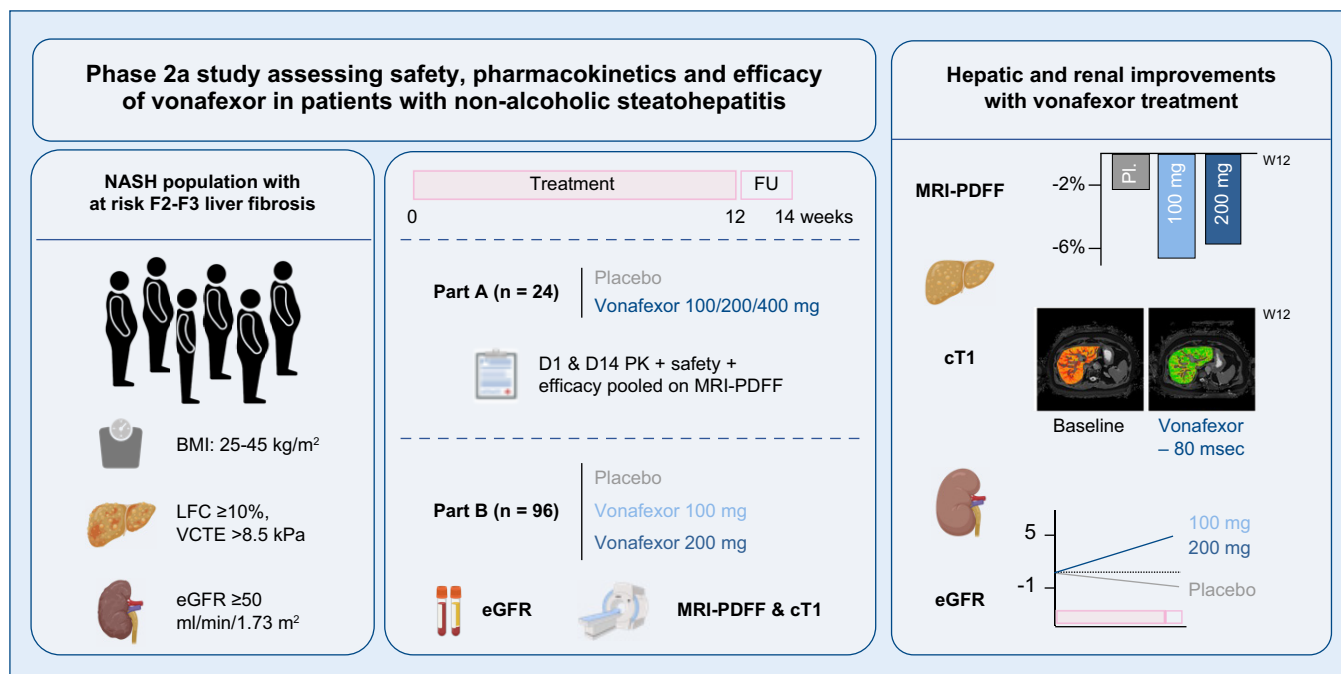 Phase 2a study assessing safety, pharmacokinetics and efficacy
of vonafexor in patients with non-alcoholic steatohepatitis
NASH population with
at risk F2-F3 liver fibrosis
BMI: 25-45 kg/m²
LFC ≥10%,
VCTE >8.5 kPa
eGFR ≥50
ml/min/1.73 m²
Treatment
FU
0
12
14 weeks
Part A (n = 24)
Placebo
Vonafexor 100/200/400 mg
D1 & D14 PK + safety +
efficacy pooled on MRI-PDFF
Part B (n = 96)
Placebo
Vonafexor 100 mg
Vonafexor 200 mg
eGFR
MRI-PDFF & cT1
Hepatic and renal improvements
with vonafexor treatment
MRI-PDFF
-2%
-6%
Pl.
100 mg
200 mg
W12
cT1
W12
Baseline
Vonafexor
– 80 msec
eGFR
5
-1
100 mg
200 mg
Placebo